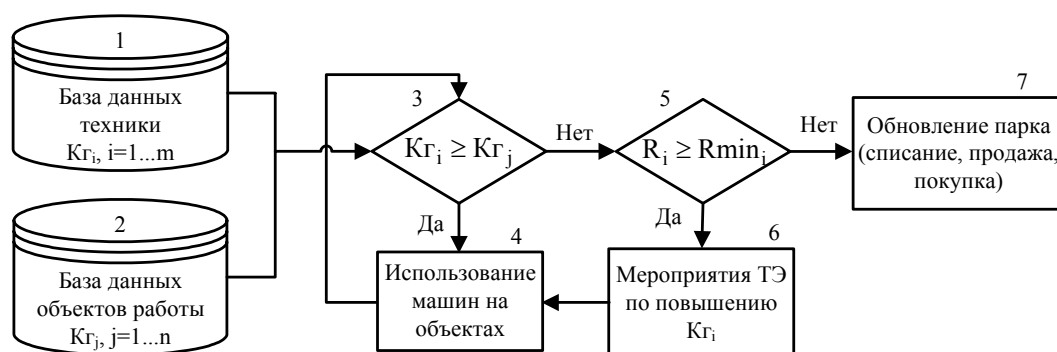 1
База данных
техники
Кгi, i=1...m
2
База данных
объектов работы
Кгj, j=1...n
3
Кгi ≥ Кгj
Нет
Да
4
Использование
машин на
объектах
5
Ri ≥ Rmini
Нет
Да
6
Мероприятия ТЭ
по повышению
Кгi
7
Обновление парка
(списание, продажа,
покупка)